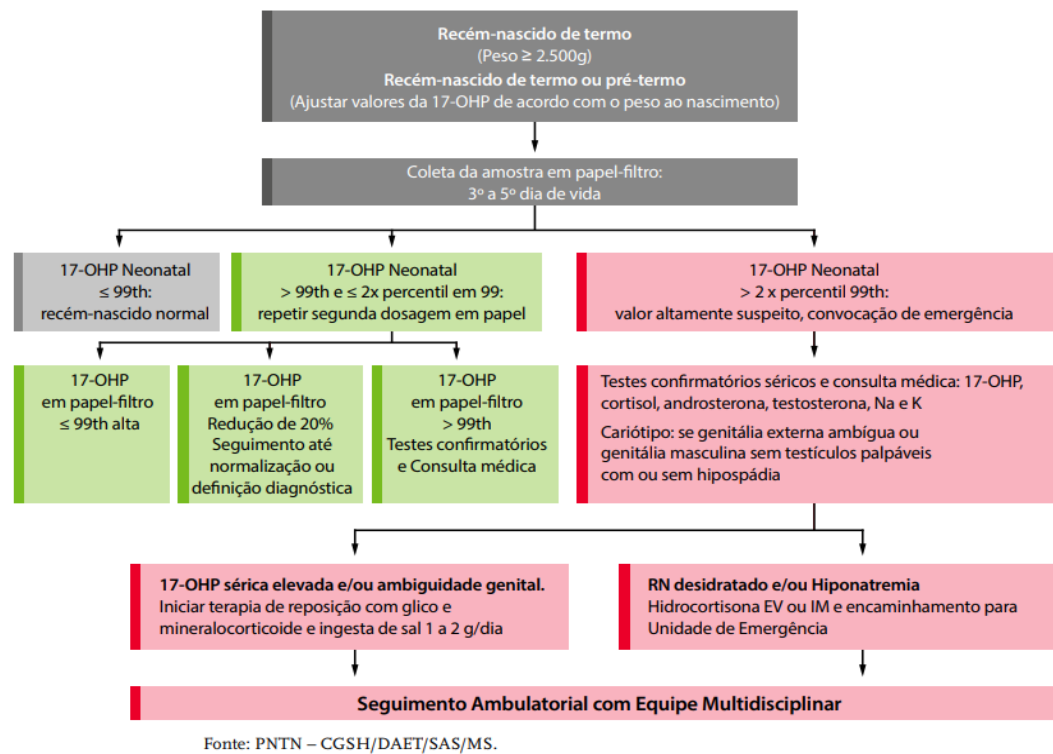 Recém-nascido de termo
(Peso ≥ 2.500g)
Recém-nascido de termo ou pré-termo
(Ajustar valores da 17-OHP de acordo com o peso ao nascimento)
Coleta da amostra em papel-filtro:
3º a 5º dia de vida
17-OHP Neonatal
≤ 99th:
recém-nascido normal
17-OHP Neonatal
> 99th e ≤ 2x percentil em 99:
repetir segunda dosagem em papel
17-OHP Neonatal
> 2 x percentil 99th:
valor altamente suspeito, convocação de emergência
17-OHP
em papel-filtro
≤ 99th alta
17-OHP
em papel-filtro
Redução de 20%
Seguimento até
normalização ou
definição diagnóstica
17-OHP
em papel-filtro
> 99th
Testes confirmatórios
e Consulta médica
Testes confirmatórios séricos e consulta médica: 17-OHP,
cortisol, androsterona, testosterona, Na e K
Cariótipo: se genitália externa ambígua ou
genitália masculina sem testículos palpáveis
com ou sem hipospádia
17-OHP sérica elevada e/ou ambiguidade genital.
Iniciar terapia de reposição com glico e
mineralocorticoide e ingesta de sal 1 a 2 g/dia
RN desidratado e/ou Hiponatremia
Hidrocortisona EV ou IM e encaminhamento para
Unidade de Emergência
Seguimento Ambulatorial com Equipe Multidisciplinar
Fonte: PNTN – CGSH/DAET/SAS/MS.